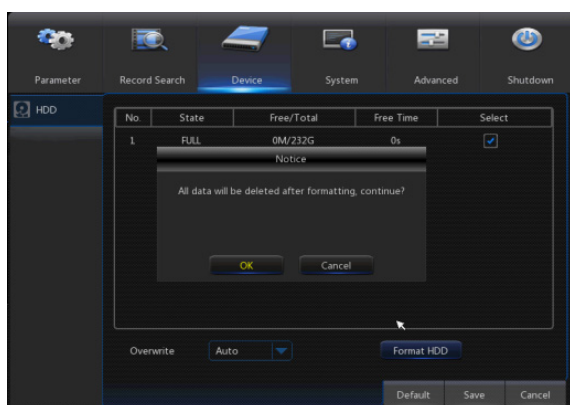 Parameter Record Search Device System Advanced Shutdown
HDD
No. State Free/Total Free Time Select
1 FULL 0M/232G 0s
Notice
All data will be deleted after formatting, continue?
OK Cancel
Overwrite Auto Format HDD
Default Save Cancel